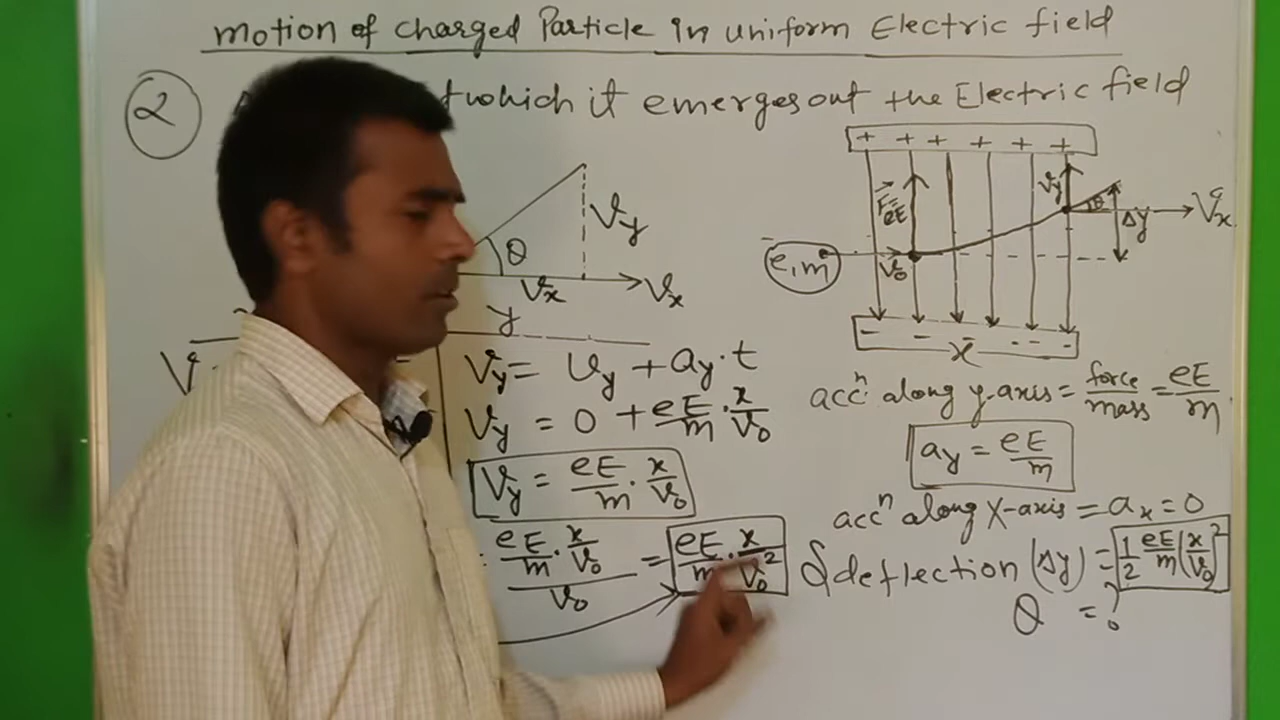 motion of charged Particle in uniform Electric field
2 which it emerges out the Electric field
θ
Vy
Vx
Vx
y
Vy = Uy + ay · t
Vy = 0 + eE/m · x/V₀
Vy = eE/m · x/V₀
= eE/m · x/V₀ / V₀ = eE/m · x/V₀²
+ + + + + +
F = eE
Vy
θ
Vx
Δy
e, m
V₀
- - - - - -
x
accⁿ along y-axis = force/mass = eE/m
ay = eE/m
accⁿ along X-axis = ax = 0
deflection (Δy) = 1/2 eE/m (x/V₀)²
θ = ?